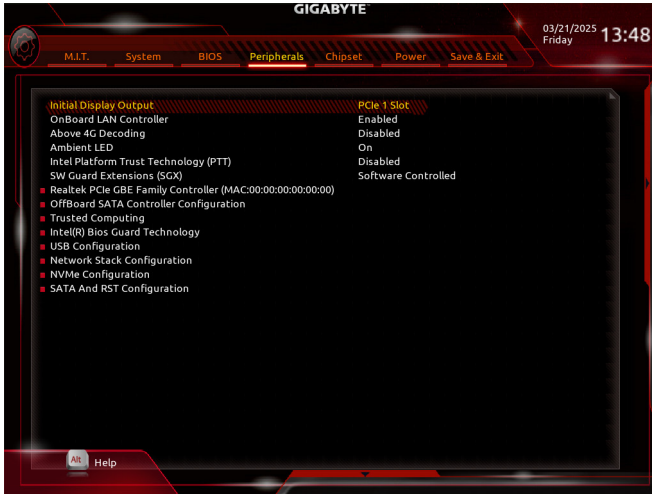 GIGABYTE
03/21/2025
Friday
13:48
M.I.T. System BIOS Peripherals Chipset Power Save & Exit
Initial Display Output PCIe 1 Slot
OnBoard LAN Controller Enabled
Above 4G Decoding Disabled
Ambient LED On
Intel Platform Trust Technology (PTT) Disabled
SW Guard Extensions (SGX) Software Controlled
Realtek PCIe GBE Family Controller (MAC:00:00:00:00:00:00)
OffBoard SATA Controller Configuration
Trusted Computing
Intel(R) Bios Guard Technology
USB Configuration
Network Stack Configuration
NVMe Configuration
SATA And RST Configuration
Alt Help